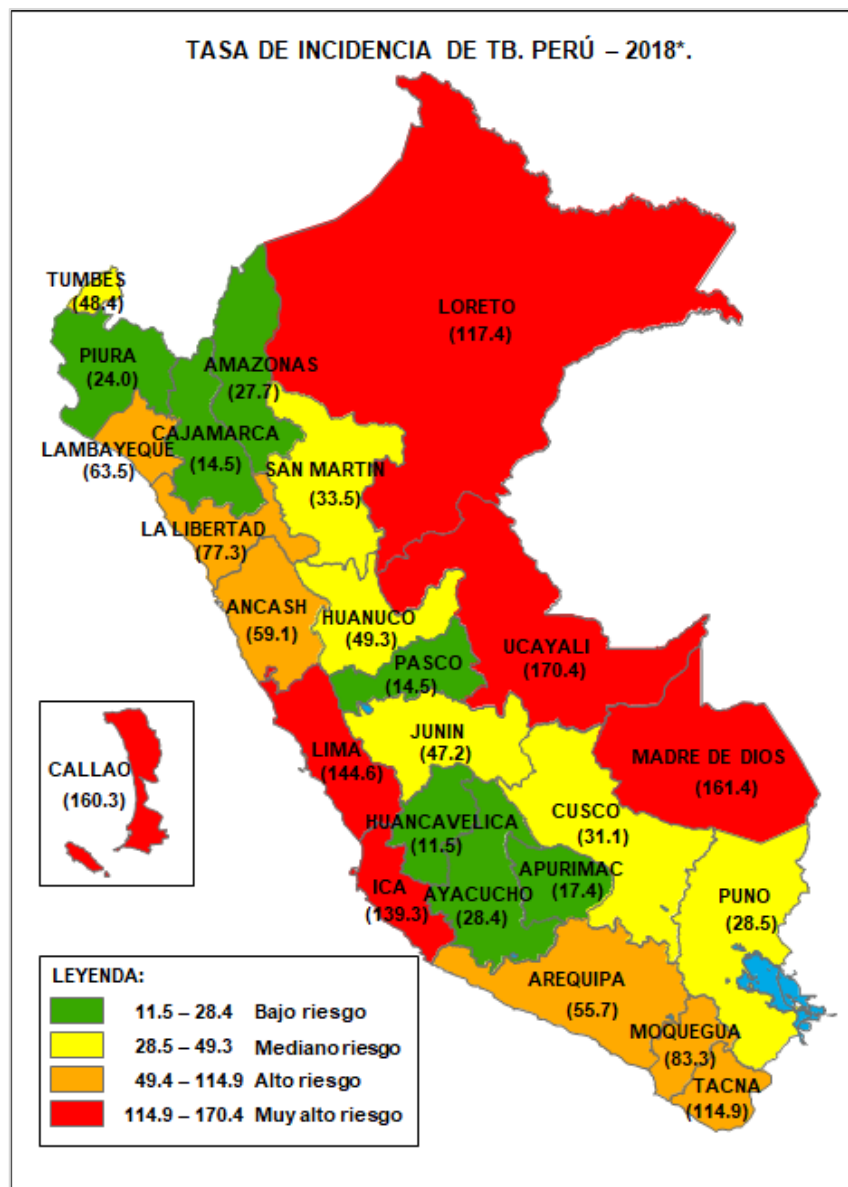 TASA DE INCIDENCIA DE TB. PERÚ – 2018*.
TUMBES
(48.4)
LORETO
(117.4)
PIURA
(24.0)
AMAZONAS
(27.7)
CAJAMARCA
(14.5)
LAMBAYEQUE
(63.5)
SAN MARTIN
(33.5)
LA LIBERTAD
(77.3)
ANCASH
(59.1)
HUANUCO
(49.3)
UCAYALI
(170.4)
PASCO
(14.5)
JUNIN
(47.2)
LIMA
(144.6)
MADRE DE DIOS
(161.4)
CALLAO
(160.3)
CUSCO
(31.1)
HUANCAVELICA
(11.5)
APURIMAC
(17.4)
ICA
(139.3)
AYACUCHO
(28.4)
PUNO
(28.5)
AREQUIPA
(55.7)
MOQUEGUA
(83.3)
TACNA
(114.9)
LEYENDA:
11.5 – 28.4 Bajo riesgo
28.5 – 49.3 Mediano riesgo
49.4 – 114.9 Alto riesgo
114.9 – 170.4 Muy alto riesgo